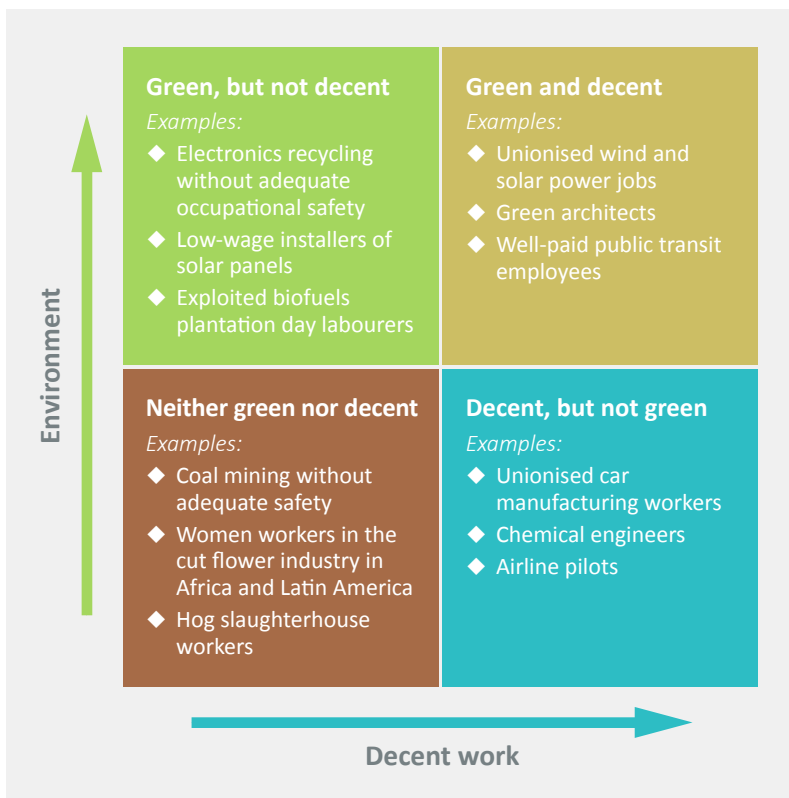 Environment
Green, but not decent
Examples:
◆ Electronics recycling
without adequate
occupational safety
◆ Low-wage installers of
solar panels
◆ Exploited biofuels
plantation day labourers
Green and decent
Examples:
◆ Unionised wind and
solar power jobs
◆ Green architects
◆ Well-paid public transit
employees
Neither green nor decent
Examples:
◆ Coal mining without
adequate safety
◆ Women workers in the
cut flower industry in
Africa and Latin America
◆ Hog slaughterhouse
workers
Decent, but not green
Examples:
◆ Unionised car
manufacturing workers
◆ Chemical engineers
◆ Airline pilots
Decent work